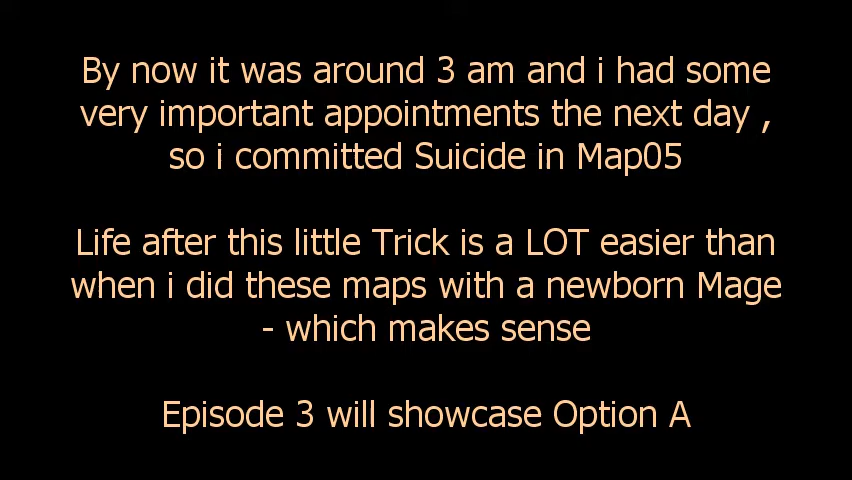 By now it was around 3 am and i had some
very important appointments the next day ,
so i committed Suicide in Map05
Life after this little Trick is a LOT easier than
when i did these maps with a newborn Mage
- which makes sense
Episode 3 will showcase Option A